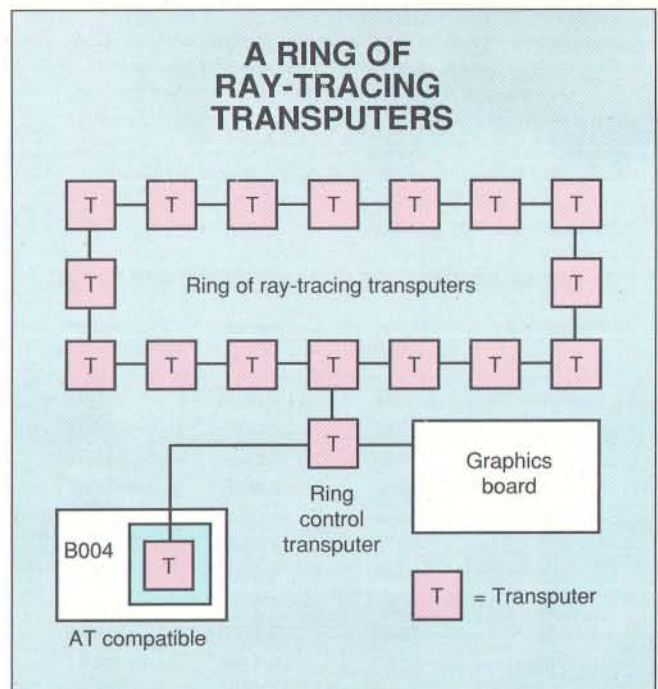 A RING OF
RAY-TRACING
TRANSPUTERS
T T T T T T T
T Ring of ray-tracing transputers T
T T T T T T T
T
Ring
control
transputer
Graphics
board
B004
T
AT compatible
T = Transputer